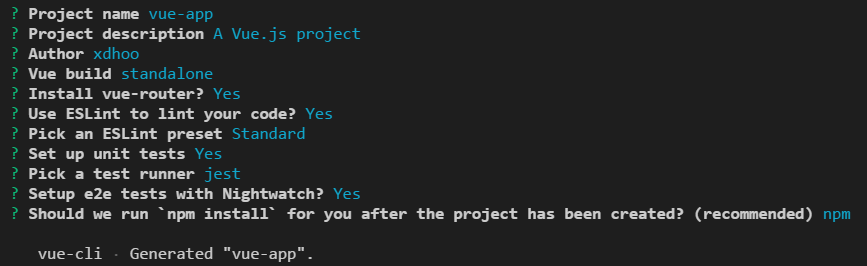 ? Project name vue-app
? Project description A Vue.js project
? Author xdhoo
? Vue build standalone
? Install vue-router? Yes
? Use ESLint to lint your code? Yes
? Pick an ESLint preset Standard
? Set up unit tests Yes
? Pick a test runner jest
? Setup e2e tests with Nightwatch? Yes
? Should we run `npm install` for you after the project has been created? (recommended) npm
vue-cli · Generated "vue-app".